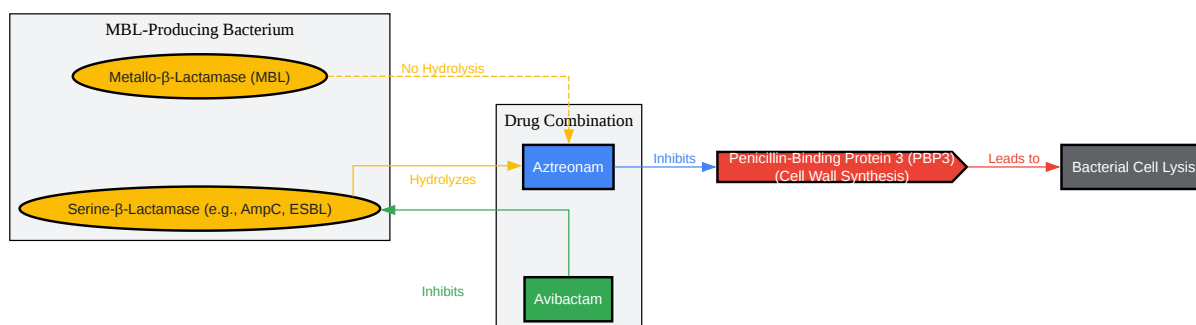 MBL-Producing Bacterium
Metallo-β-Lactamase (MBL)
No Hydrolysis
Drug Combination
Aztreonam
Inhibits
Penicillin-Binding Protein 3 (PBP3)
(Cell Wall Synthesis)
Leads to
Bacterial Cell Lysis
Hydrolyzes
Serine-β-Lactamase (e.g., AmpC, ESBL)
Inhibits
Avibactam